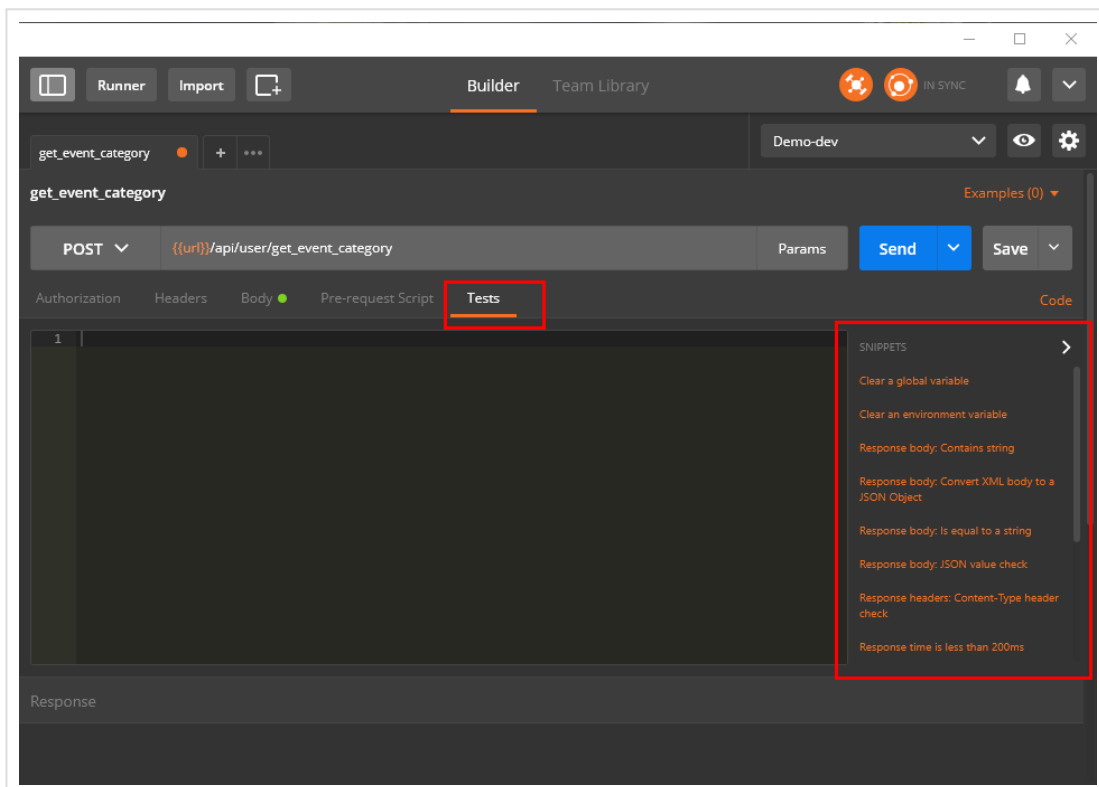 Runner Import Builder Team Library IN SYNC
get_event_category + ••• Demo-dev
get_event_category Examples (0)
POST {{url}}/api/user/get_event_category Params Send Save
Authorization Headers Body Pre-request Script Tests Code
1
SNIPPETS
Clear a global variable
Clear an environment variable
Response body: Contains string
Response body: Convert XML body to a
JSON Object
Response body: Is equal to a string
Response body: JSON value check
Response headers: Content-Type header
check
Response time is less than 200ms
Response